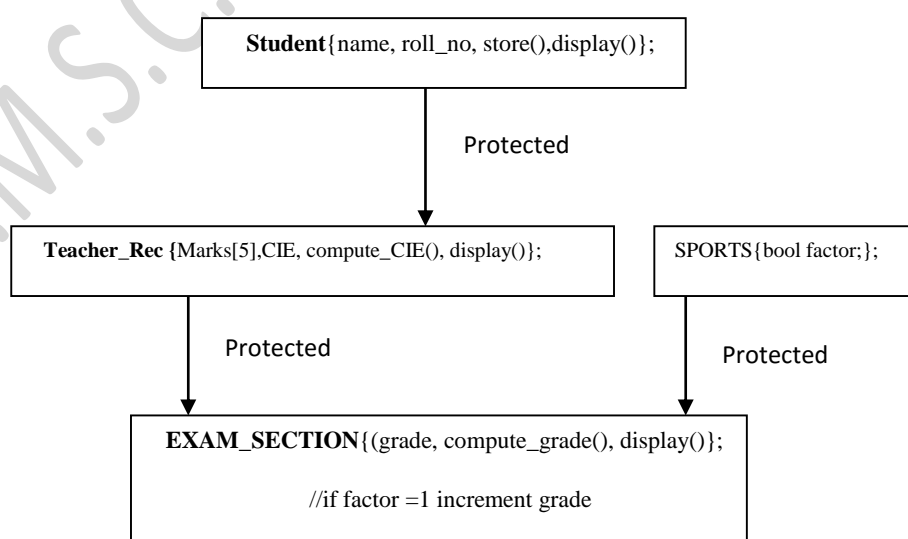 Student{name, roll_no, store(),display()};
Protected
Teacher_Rec {Marks[5],CIE, compute_CIE(), display()};
SPORTS{bool factor;};
Protected
Protected
EXAM_SECTION{(grade, compute_grade(), display()};
//if factor =1 increment grade
M.S.C.